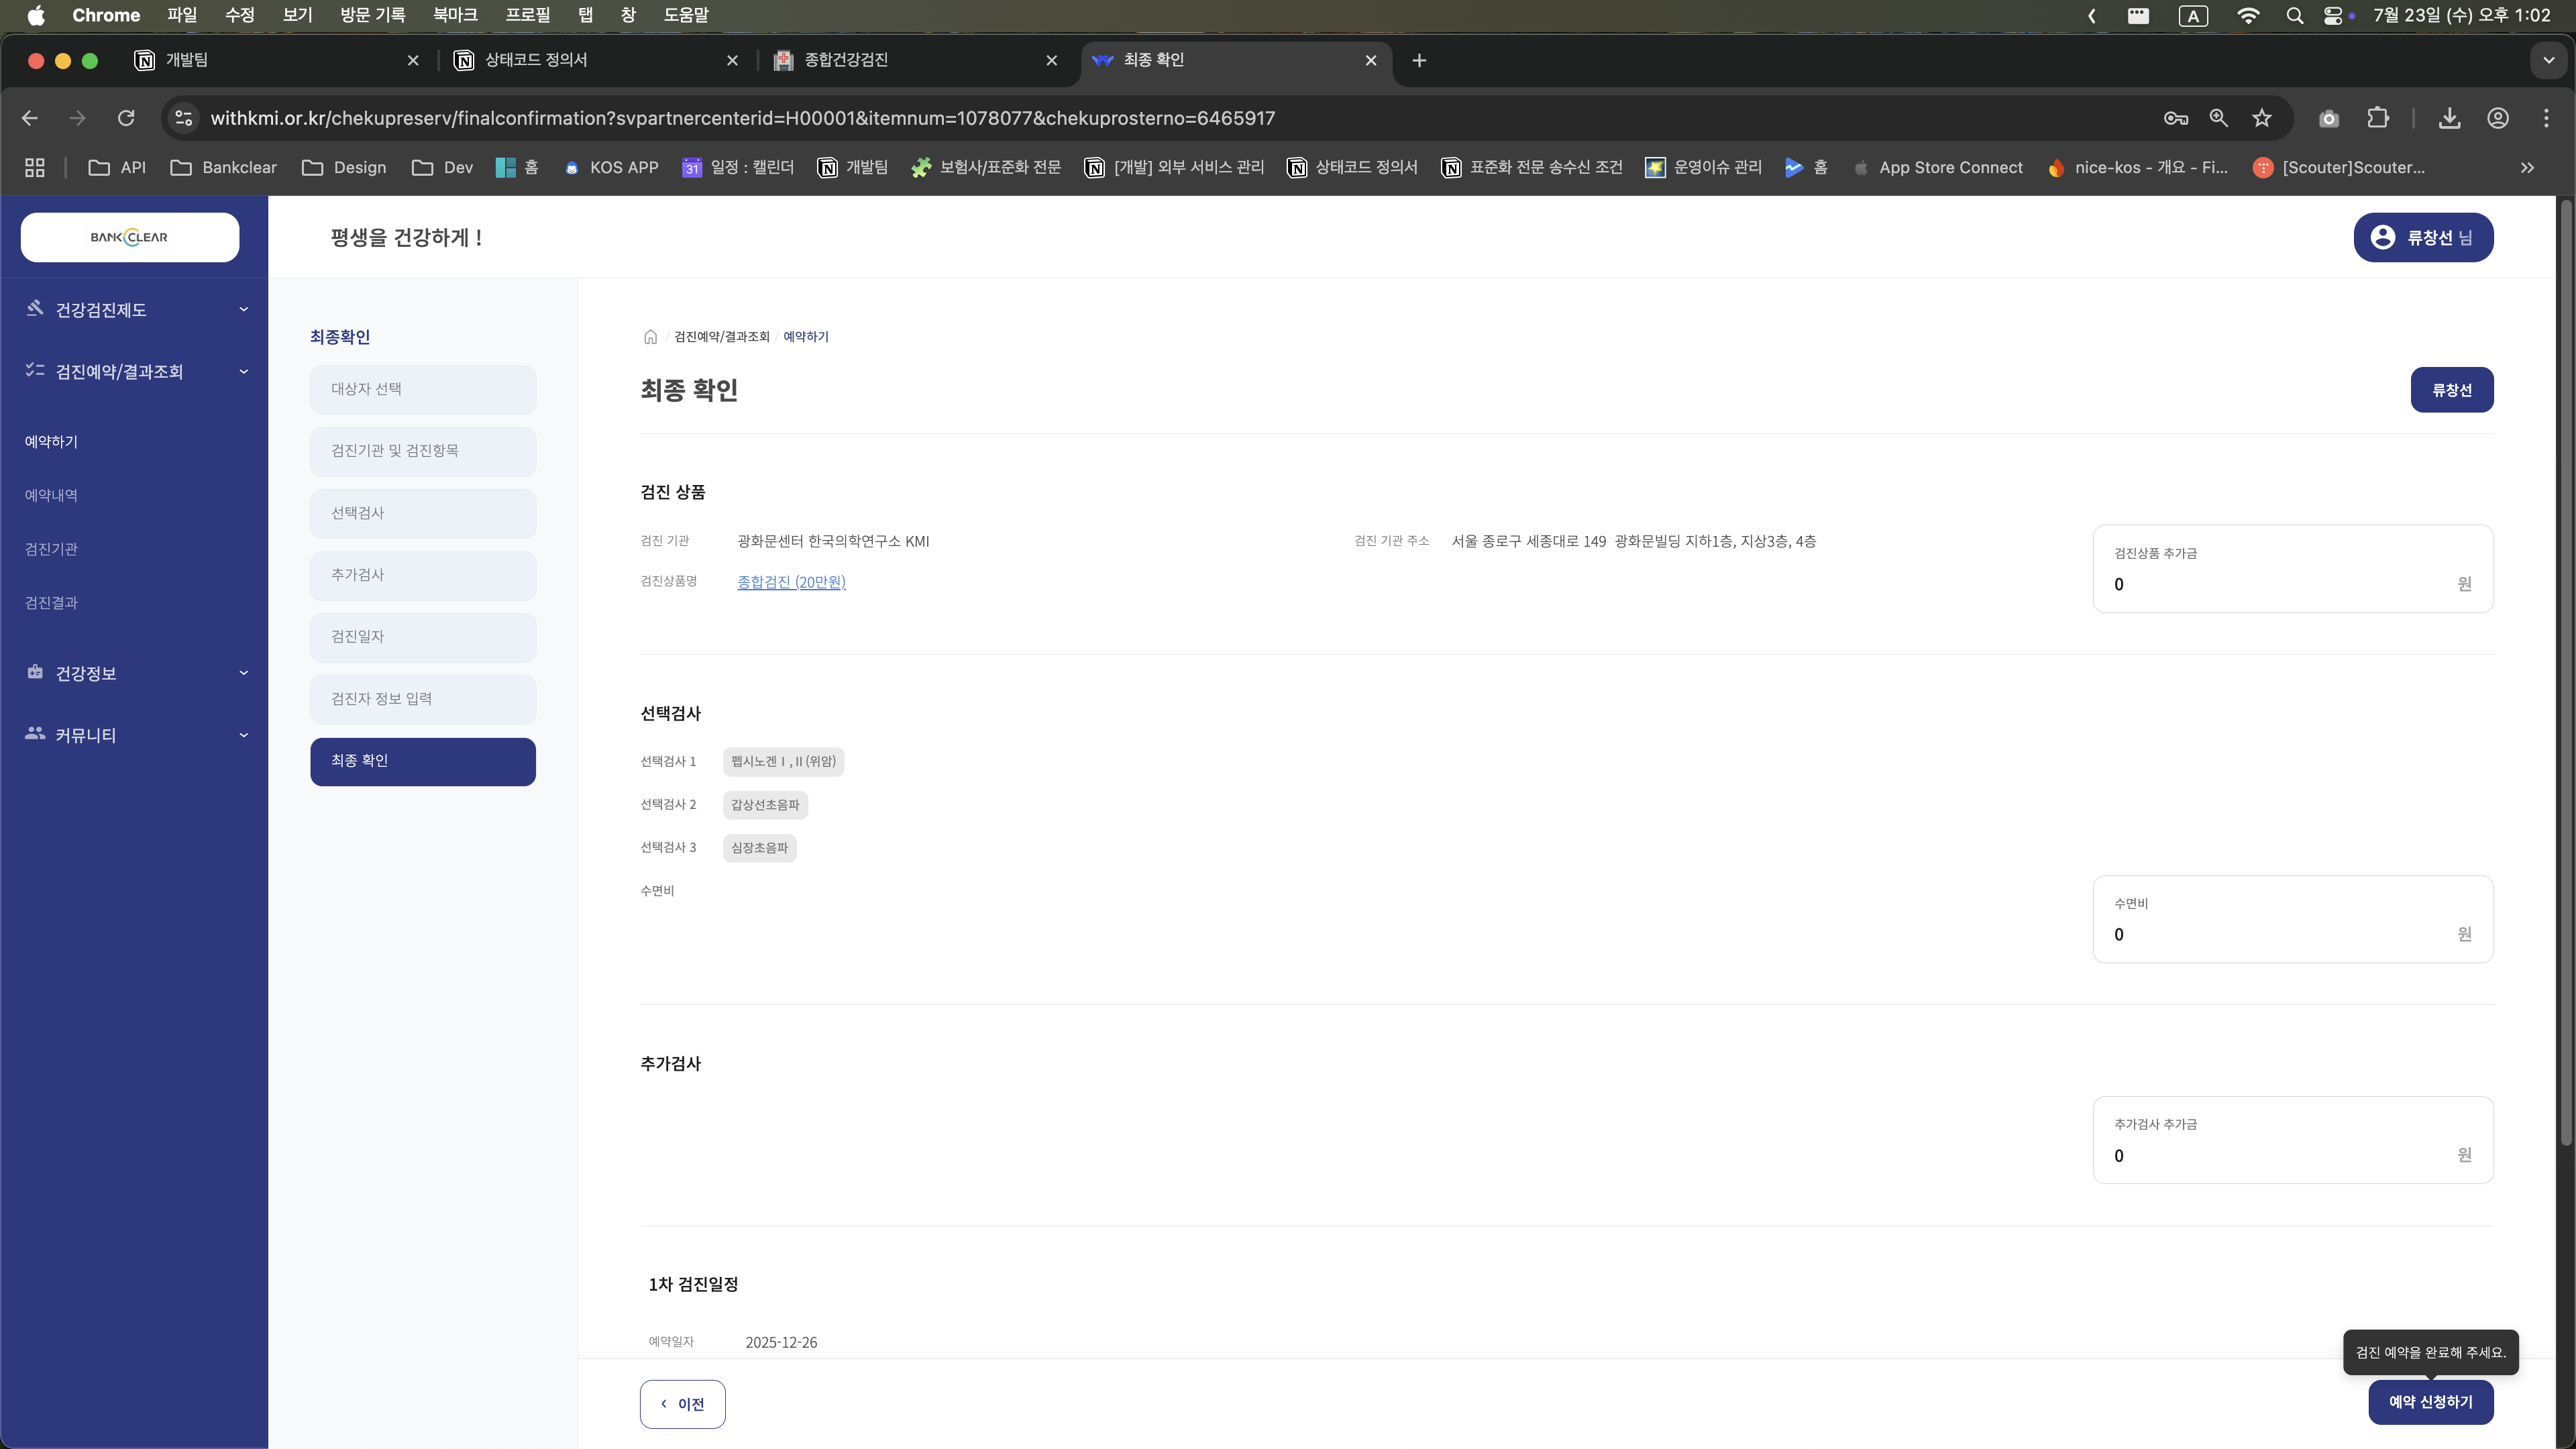 Chrome 파일 수정 보기 방문 기록 북마크 프로필 탭 창 도움말 A 7월 23일 (수) 오후 1:02
개발팀 상태코드 정의서 종합건강검진 최종 확인
withkmi.or.kr/chekupreserv/finalconfirmation?svpartnercenterid=H00001&itemnum=1078077&chekuprosterno=6465917
API Bankclear Design Dev 홈 KOS APP 31 일정 : 캘린더 개발팀 보험사/표준화 전문 [개발] 외부 서비스 관리 상태코드 정의서 표준화 전문 송수신 조건 운영이슈 관리 홈 App Store Connect nice-kos - 개요 - Fi... [Scouter]Scouter...
BANKCLEAR
평생을 건강하게 !
류창선 님
건강검진제도
검진예약/결과조회
예약하기
예약내역
검진기관
검진결과
건강정보
커뮤니티
최종확인
대상자 선택
검진기관 및 검진항목
선택검사
추가검사
검진일자
검진자 정보 입력
최종 확인
/ 검진예약/결과조회 / 예약하기
최종 확인
류창선
검진 상품
검진 기관 광화문센터 한국의학연구소 KMI
검진 기관 주소 서울 종로구 세종대로 149 광화문빌딩 지하1층, 지상3층, 4층
검진상품명 종합검진 (20만원)
검진상품 추가금
0 원
선택검사
선택검사 1 펩시노겐Ⅰ,Ⅱ(위암)
선택검사 2 갑상선초음파
선택검사 3 심장초음파
수면비
수면비
0 원
추가검사
추가검사 추가금
0 원
1차 검진일정
예약일자 2025-12-26
검진 예약을 완료해 주세요.
이전
예약 신청하기